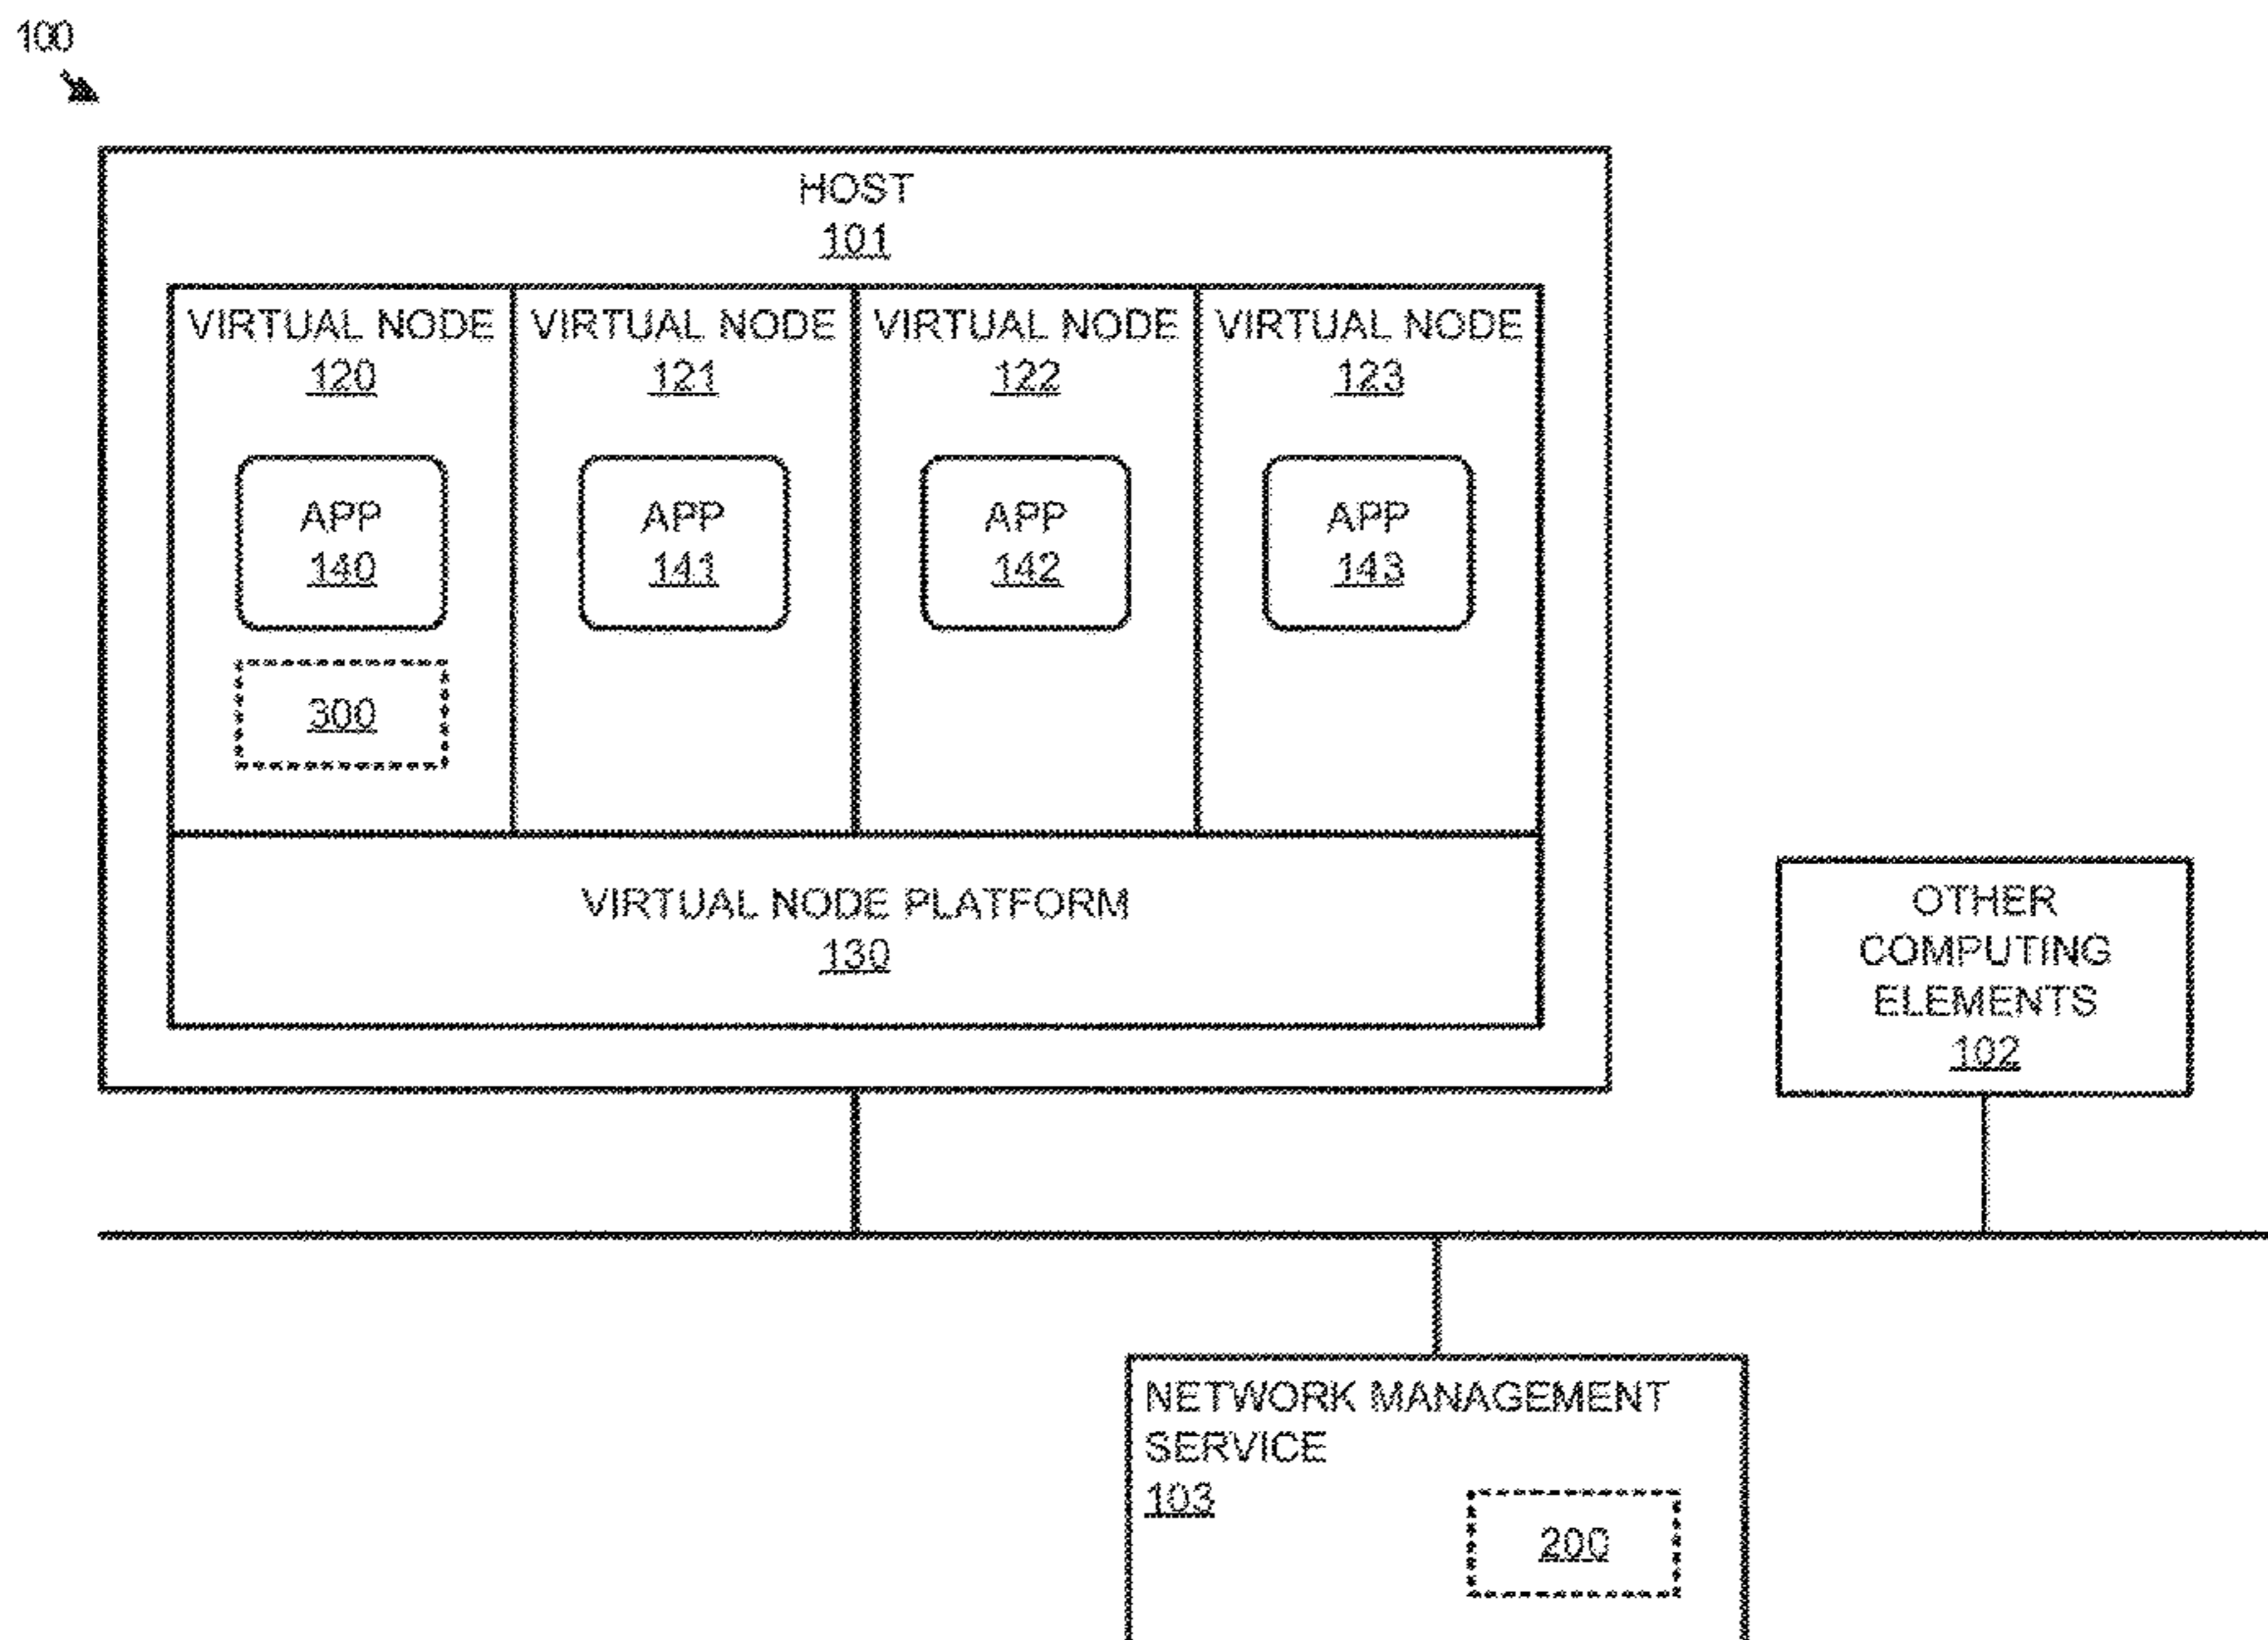 100
HOST
101
VIRTUAL NODE
120
VIRTUAL NODE
121
VIRTUAL NODE
122
VIRTUAL NODE
123
APP
140
APP
141
APP
142
APP
143
300
VIRTUAL NODE PLATFORM
130
OTHER
COMPUTING
ELEMENTS
102
NETWORK MANAGEMENT
SERVICE
103
200